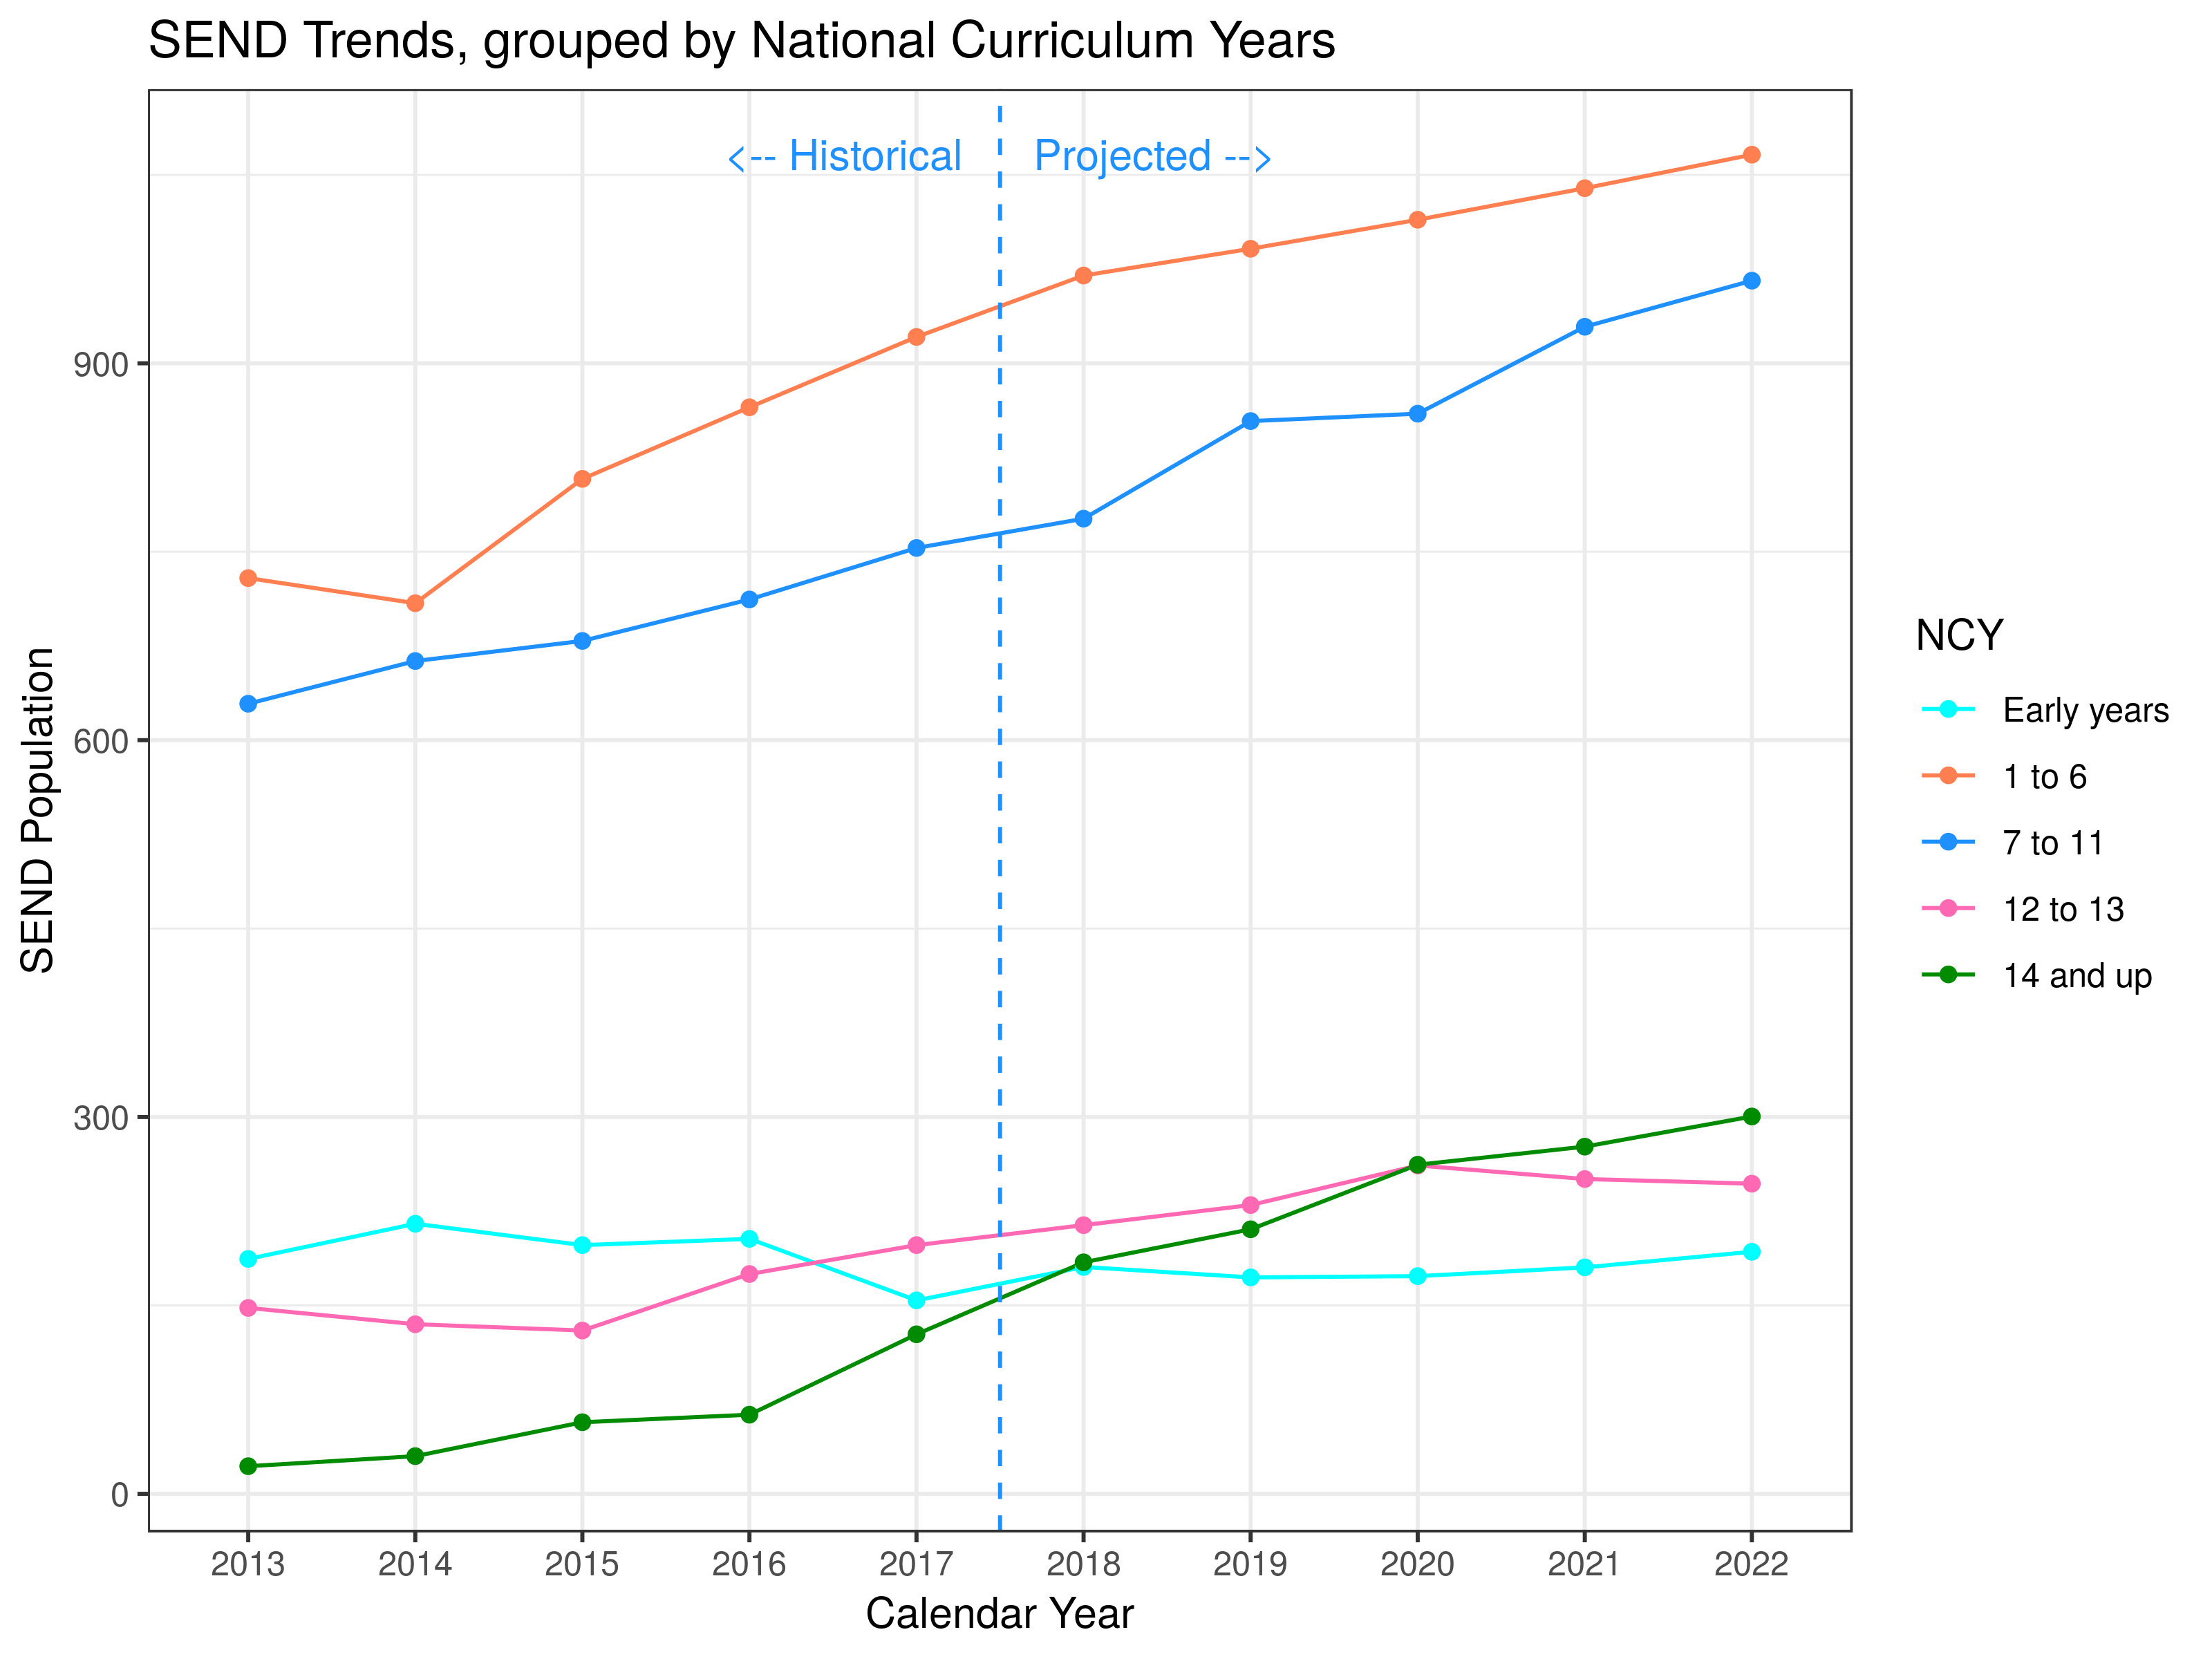 SEND Trends, grouped by National Curriculum Years
<-- Historical
Projected -->
900
600
300
0
SEND Population
2013 2014 2015 2016 2017 2018 2019 2020 2021 2022
Calendar Year
NCY
Early years
1 to 6
7 to 11
12 to 13
14 and up